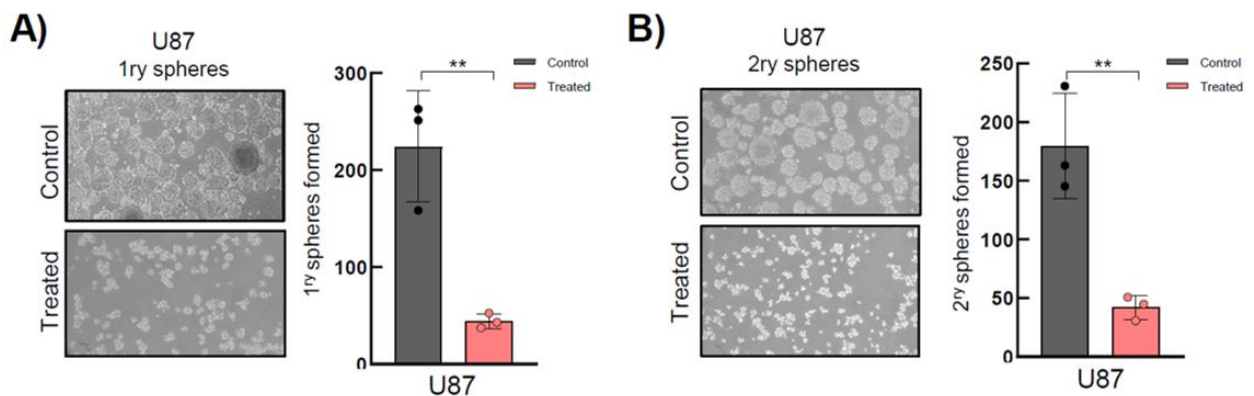 A)
U87
1ry spheres
Control
Treated
1ry spheres formed
300
200
100
0
**
Control
Treated
U87
B)
U87
2ry spheres
Control
Treated
2ry spheres formed
250
200
150
100
50
0
**
Control
Treated
U87